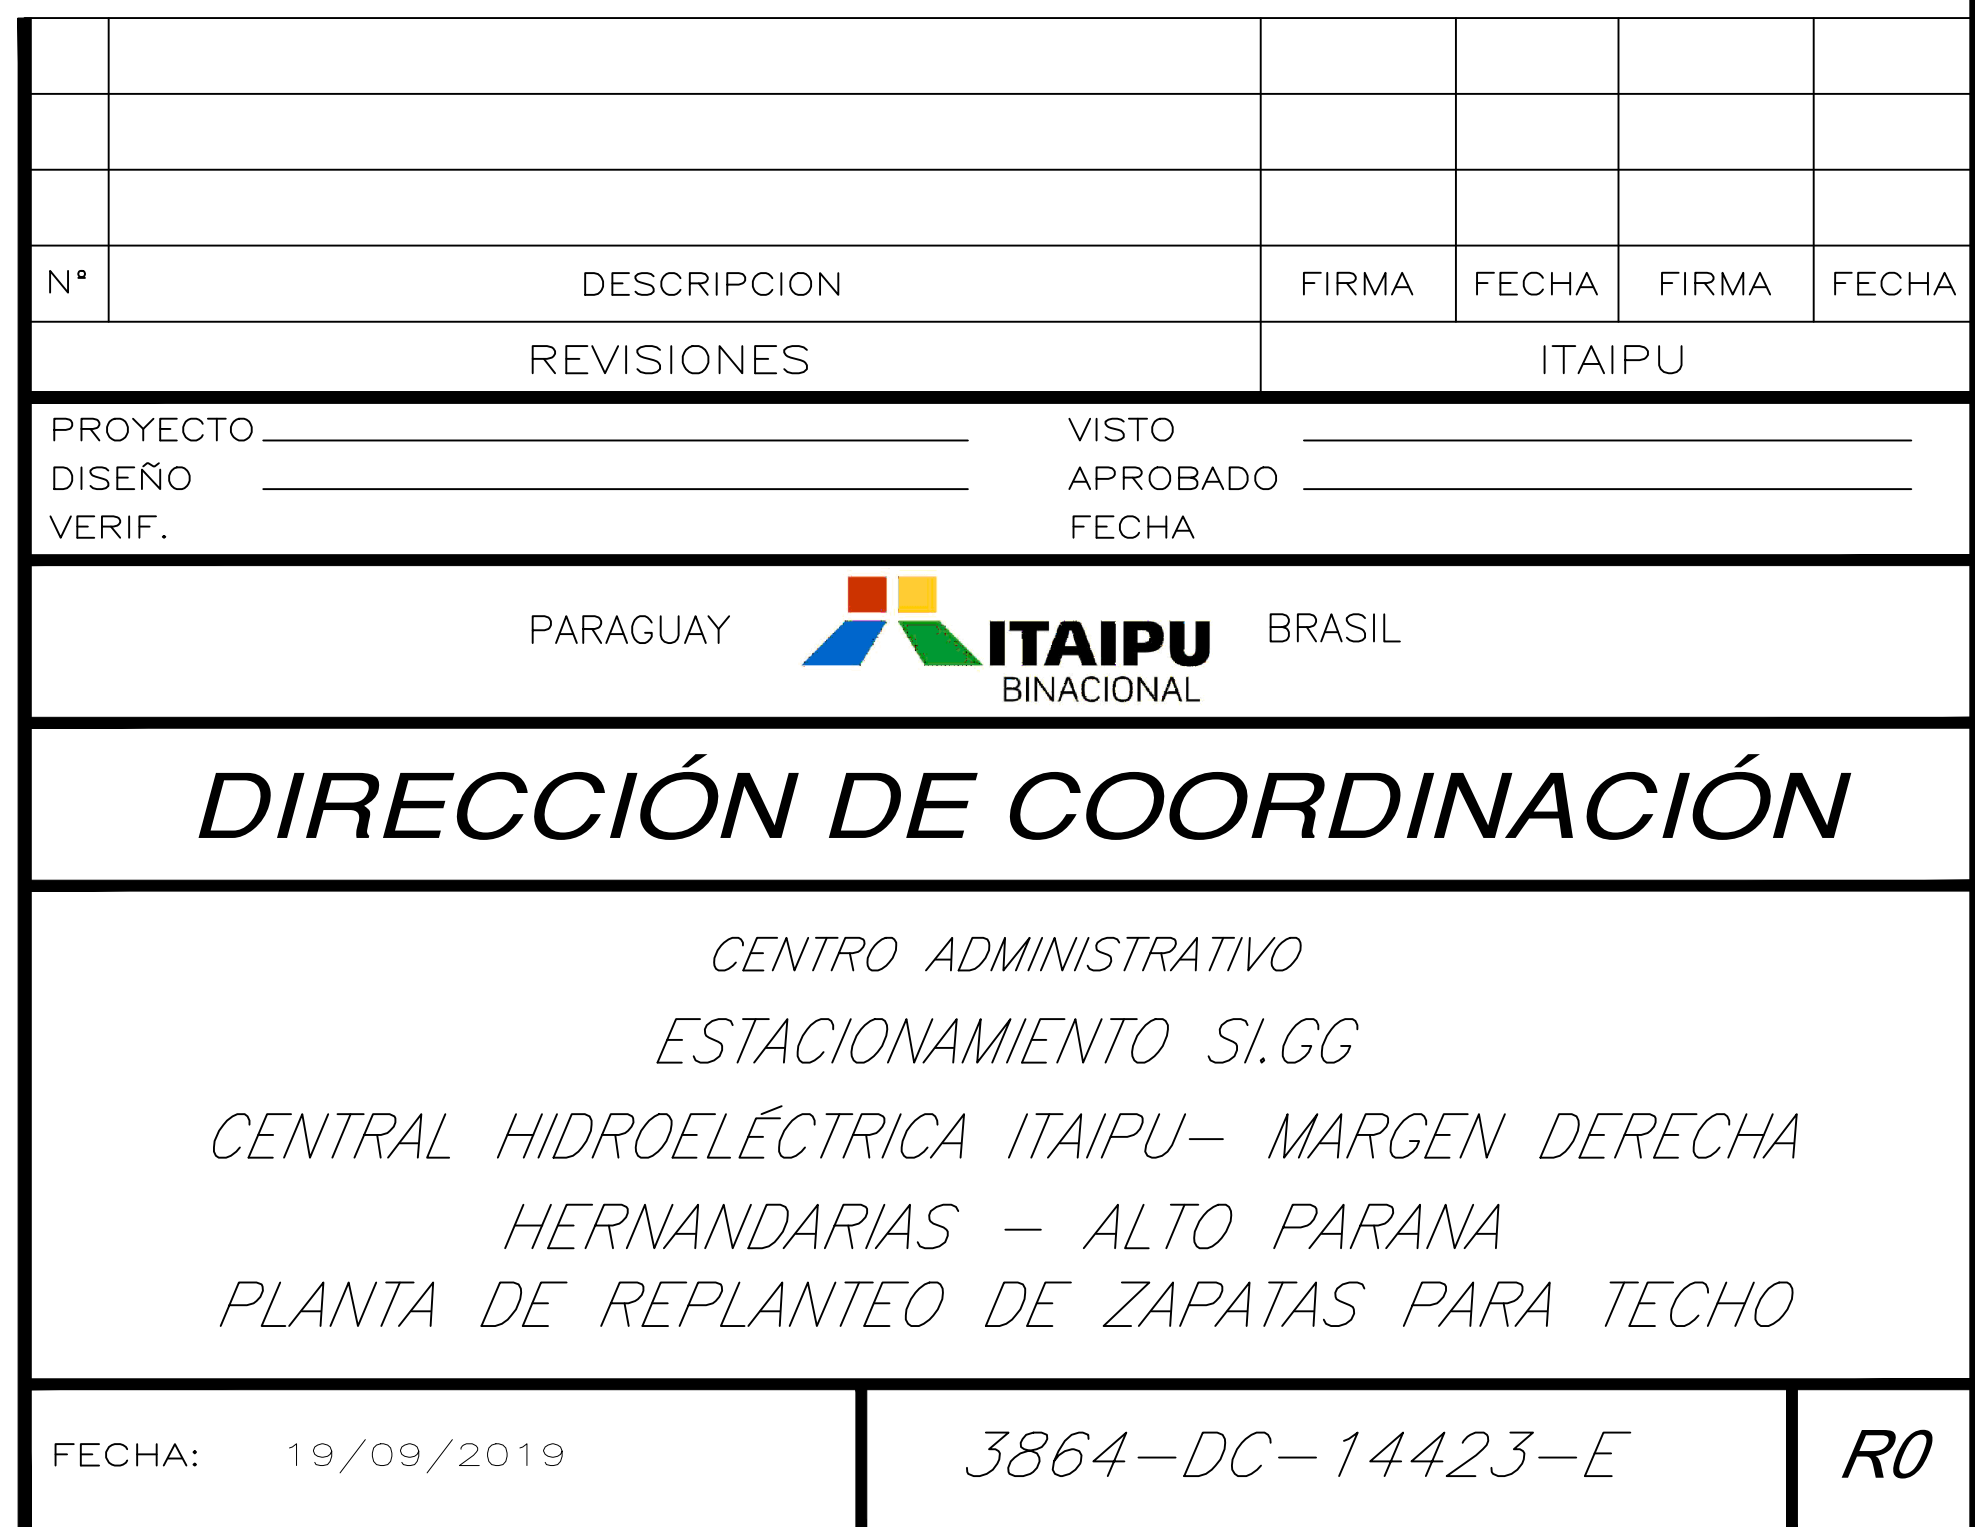 Nº DESCRIPCION FIRMA FECHA FIRMA FECHA
REVISIONES ITAIPU
PROYECTO VISTO
DISEÑO APROBADO
VERIF. FECHA
PARAGUAY ITAIPU BRASIL
BINACIONAL
DIRECCIÓN DE COORDINACIÓN
CENTRO ADMINISTRATIVO
ESTACIONAMIENTO SI.GG
CENTRAL HIDROELÉCTRICA ITAIPU- MARGEN DERECHA
HERNANDARIAS - ALTO PARANA
PLANTA DE REPLANTEO DE ZAPATAS PARA TECHO
FECHA: 19/09/2019 3864-DC-14423-E R0